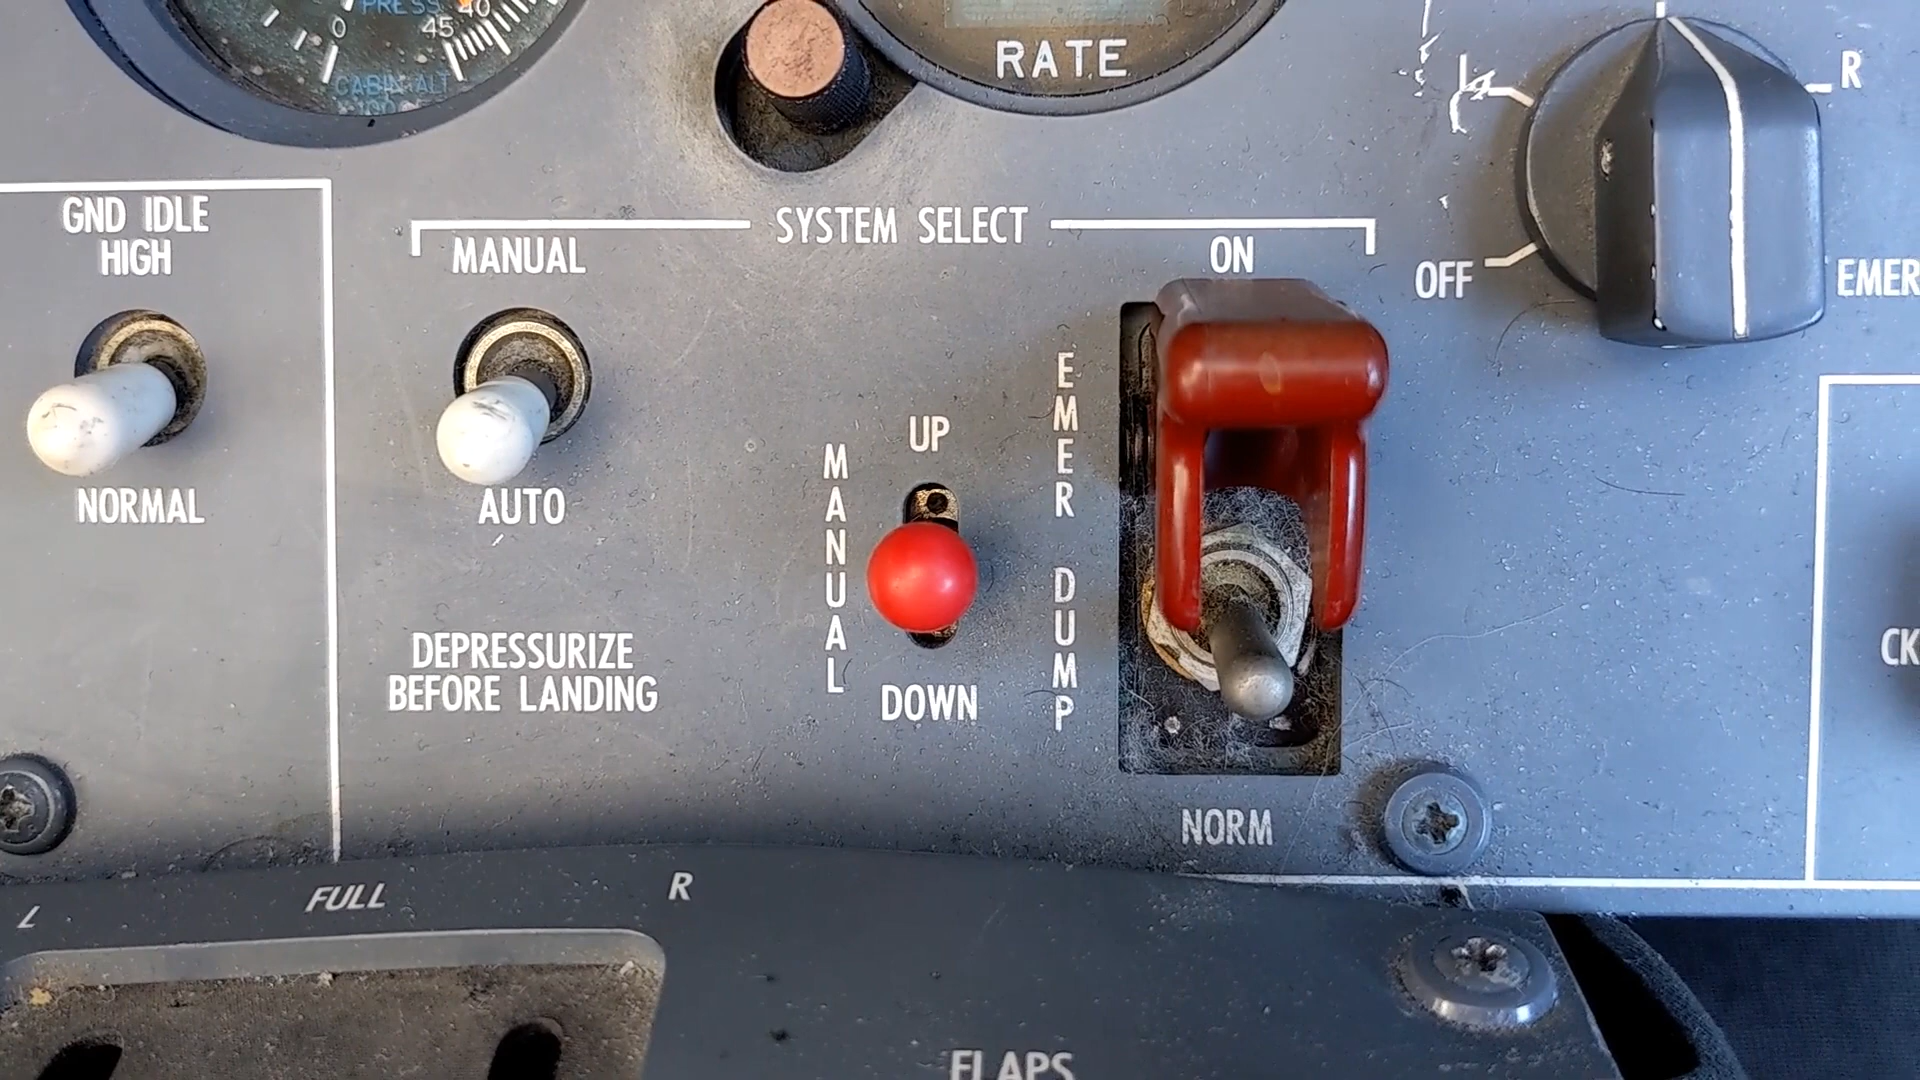 PRESS
0
45
40
CABIN ALT
RATE
R
GND IDLE
HIGH
SYSTEM SELECT
MANUAL
ON
OFF
EMER
NORMAL
AUTO
UP
MANUAL
DOWN
EMER DUMP
DEPRESSURIZE
BEFORE LANDING
CK
NORM
L
FULL
R
FLAPS